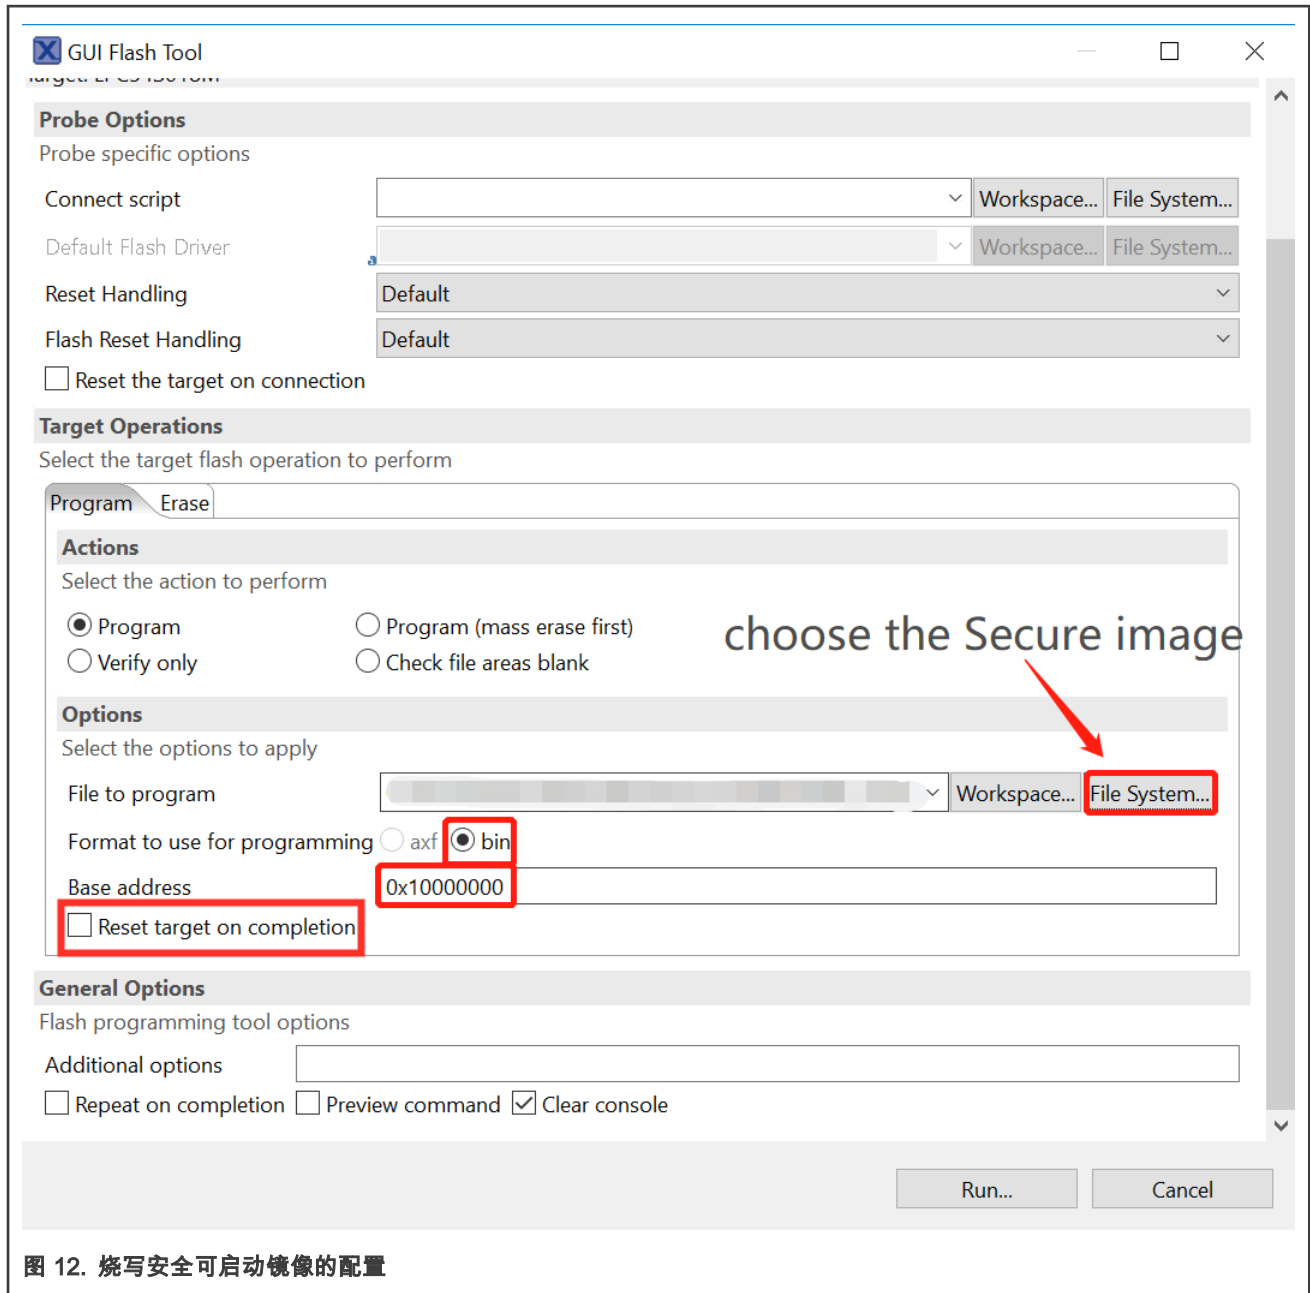 GUI Flash Tool
Probe Options
Probe specific options
Connect script Workspace... File System...
Default Flash Driver Workspace... File System...
Reset Handling Default
Flash Reset Handling Default
Reset the target on connection
Target Operations
Select the target flash operation to perform
Program Erase
Actions
Select the action to perform
Program Program (mass erase first)
choose the Secure image
Verify only Check file areas blank
Options
Select the options to apply
File to program Workspace... File System...
Format to use for programming axf bin
Base address 0x10000000
Reset target on completion
General Options
Flash programming tool options
Additional options
Repeat on completion Preview command Clear console
Run... Cancel
图 12. 烧写安全可启动镜像的配置